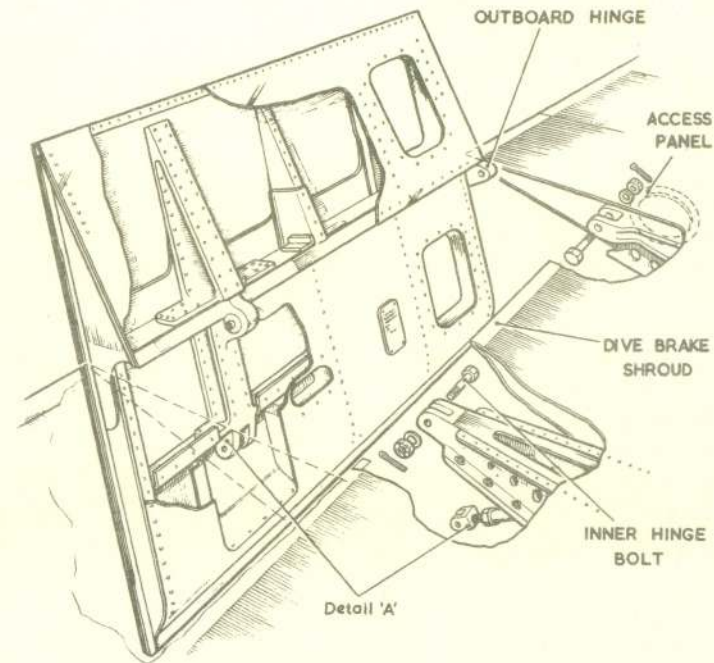 OUTBOARD HINGE
ACCESS
PANEL
DIVE BRAKE
SHROUD
INNER HINGE
BOLT
Detail 'A'